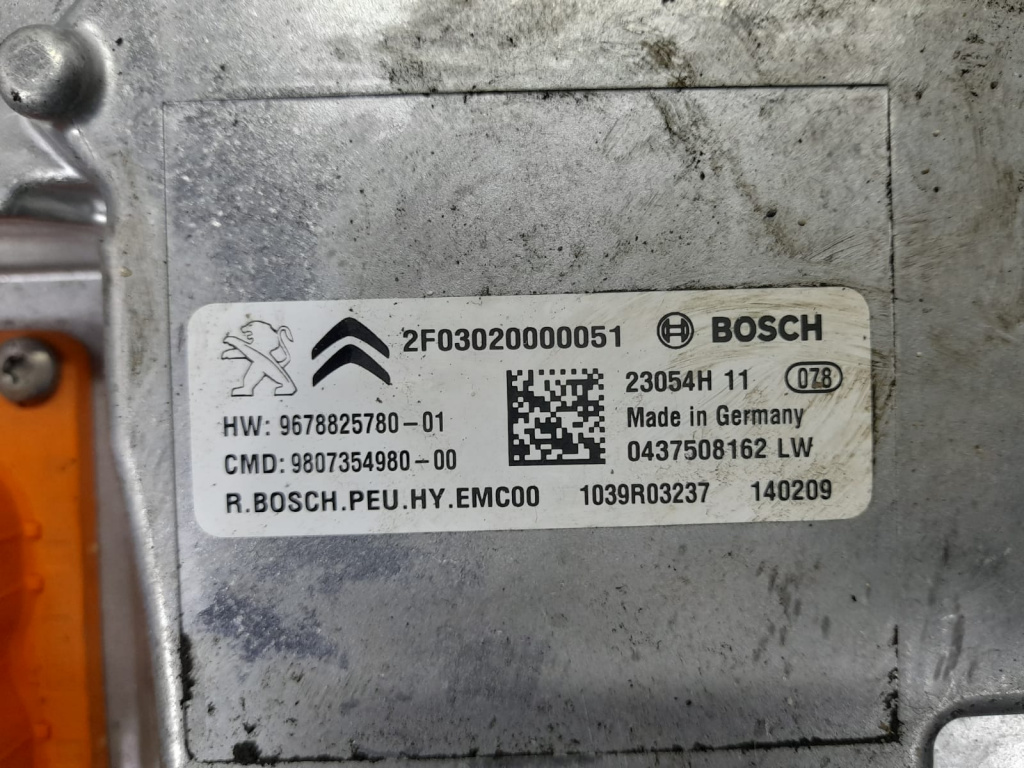 2F03020000051 BOSCH
23054H 11 078
HW: 9678825780-01 Made in Germany
CMD: 9807354980-00 0437508162 LW
R.BOSCH.PEU.HY.EMC00 1039R03237 140209